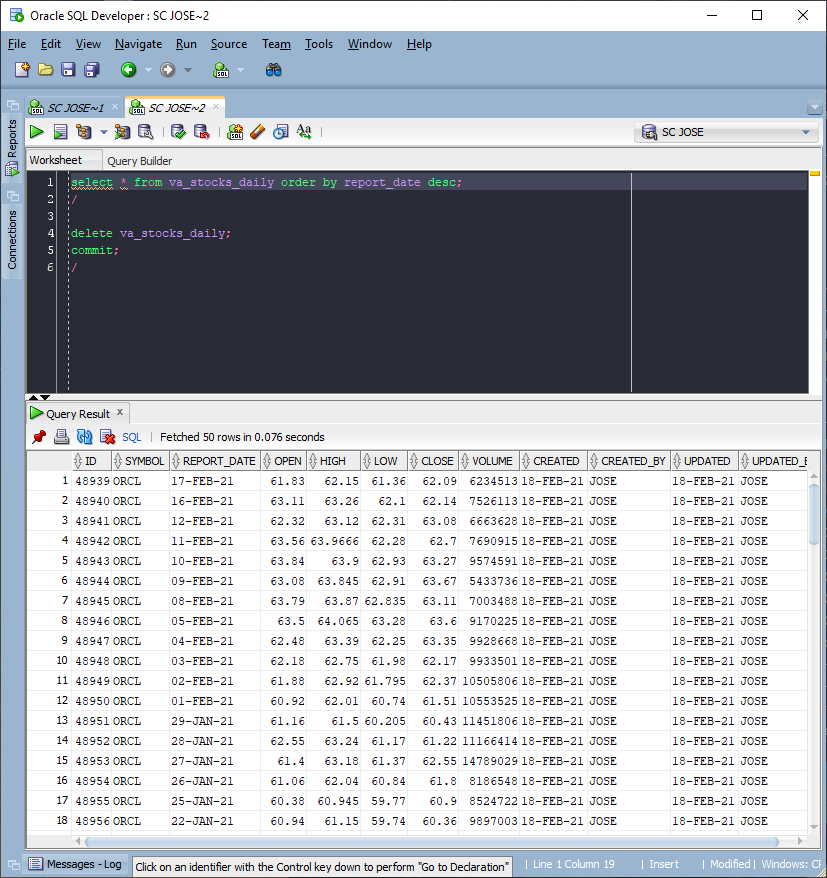 Oracle SQL Developer : SC JOSE~2
File Edit View Navigate Run Source Team Tools Window Help
SC JOSE~1 SC JOSE~2
SC JOSE
Reports
Connections
Worksheet Query Builder
1 select * from va_stocks_daily order by report_date desc;
2 /
3
4 delete va_stocks_daily;
5 commit;
6 /
Query Result x
SQL | Fetched 50 rows in 0.076 seconds
ID SYMBOL REPORT_DATE OPEN HIGH LOW CLOSE VOLUME CREATED CREATED_BY UPDATED UPDATED_B
1 48939 ORCL 17-FEB-21 61.83 62.15 61.36 62.09 6234513 18-FEB-21 JOSE 18-FEB-21 JOSE
2 48940 ORCL 16-FEB-21 63.11 63.26 62.1 62.14 7526113 18-FEB-21 JOSE 18-FEB-21 JOSE
3 48941 ORCL 12-FEB-21 62.32 63.12 62.31 63.08 6663628 18-FEB-21 JOSE 18-FEB-21 JOSE
4 48942 ORCL 11-FEB-21 63.56 63.9666 62.28 62.7 7690915 18-FEB-21 JOSE 18-FEB-21 JOSE
5 48943 ORCL 10-FEB-21 63.84 63.9 62.93 63.27 9574591 18-FEB-21 JOSE 18-FEB-21 JOSE
6 48944 ORCL 09-FEB-21 63.08 63.845 62.91 63.67 5433736 18-FEB-21 JOSE 18-FEB-21 JOSE
7 48945 ORCL 08-FEB-21 63.79 63.87 62.835 63.11 7003488 18-FEB-21 JOSE 18-FEB-21 JOSE
8 48946 ORCL 05-FEB-21 63.5 64.065 63.28 63.6 9170225 18-FEB-21 JOSE 18-FEB-21 JOSE
9 48947 ORCL 04-FEB-21 62.48 63.39 62.25 63.35 9928668 18-FEB-21 JOSE 18-FEB-21 JOSE
10 48948 ORCL 03-FEB-21 62.18 62.75 61.98 62.17 9933501 18-FEB-21 JOSE 18-FEB-21 JOSE
11 48949 ORCL 02-FEB-21 61.88 62.92 61.795 62.37 10505806 18-FEB-21 JOSE 18-FEB-21 JOSE
12 48950 ORCL 01-FEB-21 60.92 62.01 60.74 61.51 10553525 18-FEB-21 JOSE 18-FEB-21 JOSE
13 48951 ORCL 29-JAN-21 61.16 61.5 60.205 60.43 11451806 18-FEB-21 JOSE 18-FEB-21 JOSE
14 48952 ORCL 28-JAN-21 62.55 63.24 61.17 61.22 11166414 18-FEB-21 JOSE 18-FEB-21 JOSE
15 48953 ORCL 27-JAN-21 61.4 63.18 61.37 62.55 14789029 18-FEB-21 JOSE 18-FEB-21 JOSE
16 48954 ORCL 26-JAN-21 61.06 62.04 60.84 61.8 8186548 18-FEB-21 JOSE 18-FEB-21 JOSE
17 48955 ORCL 25-JAN-21 60.38 60.945 59.77 60.9 8524722 18-FEB-21 JOSE 18-FEB-21 JOSE
18 48956 ORCL 22-JAN-21 60.94 61.15 59.74 60.36 9897003 18-FEB-21 JOSE 18-FEB-21 JOSE
Messages - Log Click on an identifier with the Control key down to perform "Go to Declaration" | Line 1 Column 19 | Insert | Modified | Windows: CR